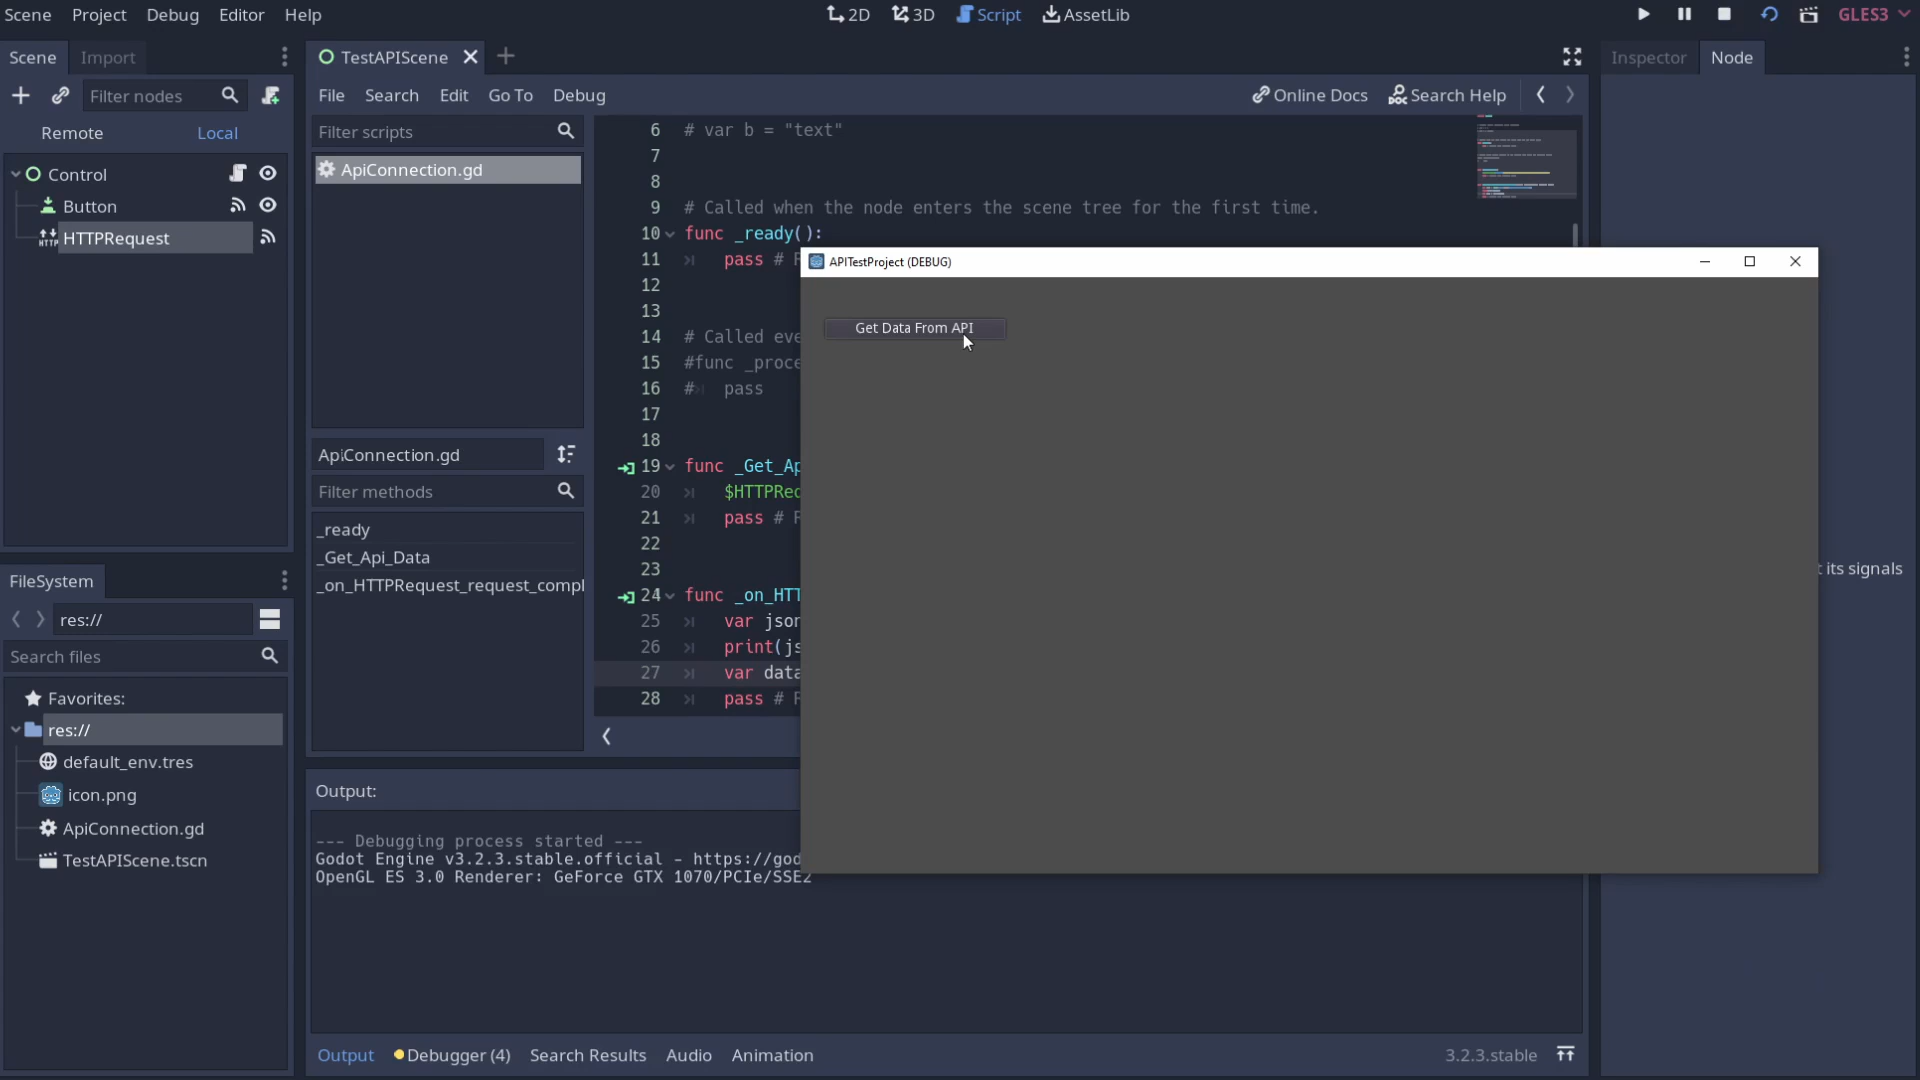 Scene Project Debug Editor Help
2D 3D Script AssetLib
GLES3
Scene Import
TestAPIScene
Inspector Node
Filter nodes
File Search Edit Go To Debug
Online Docs Search Help
Remote Local
Filter scripts
Control
Button
HTTP HTTPRequest
ApiConnection.gd
ApiConnection.gd
Filter methods
_ready
_Get_Api_Data
_on_HTTPRequest_request_compl
6 # var b = "text"
7
8
9 # Called when the node enters the scene tree for the first time.
10 func _ready():
11 pass #
12
13
14 # Called eve
15 #func _proce
16 # pass
17
18
19 func _Get_Ap
20 $HTTPReq
21 pass #
22
23
24 func _on_HTT
25 var json
26 print(js
27 var data
28 pass #
APITestProject (DEBUG)
Get Data From API
t its signals
FileSystem
res://
Search files
Favorites:
res://
default_env.tres
icon.png
ApiConnection.gd
TestAPIScene.tscn
Output:
--- Debugging process started ---
Godot Engine v3.2.3.stable.official - https://god
OpenGL ES 3.0 Renderer: GeForce GTX 1070/PCIe/SSE2
Output Debugger (4) Search Results Audio Animation
3.2.3.stable